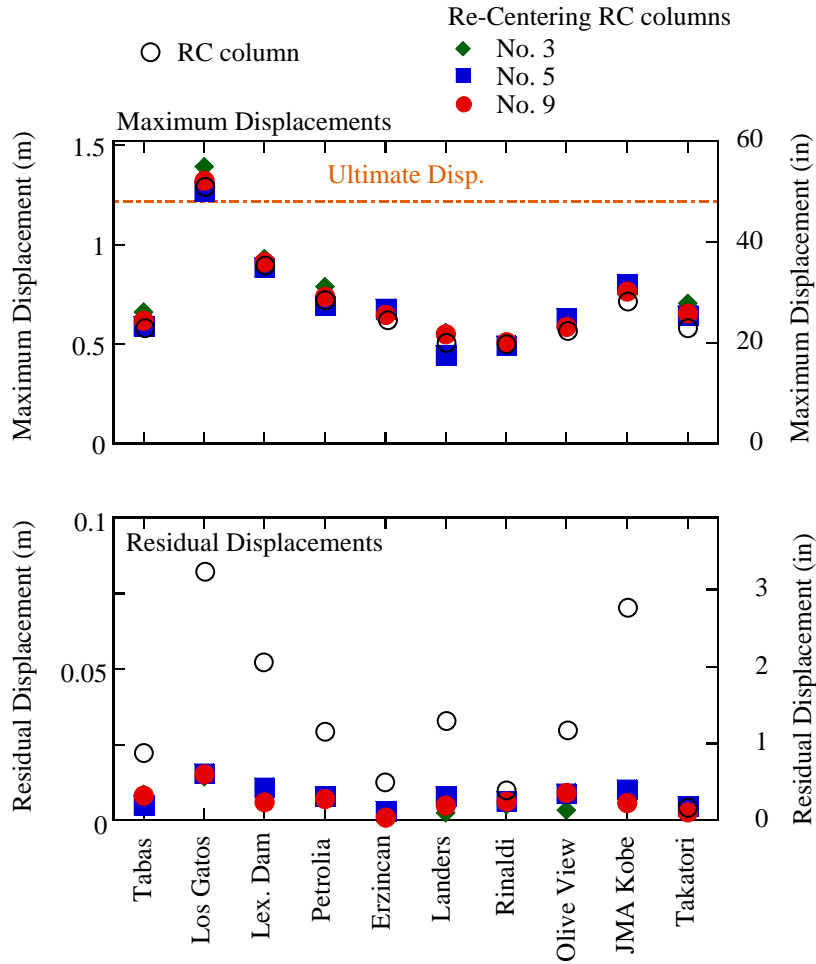 Re-Centering RC columns
RC column
No. 3
No. 5
No. 9
Maximum Displacements
Ultimate Disp.
Maximum Displacement (m)
1.5
1
0.5
0
60
40
20
0
Maximum Displacement (in)
Residual Displacements
Residual Displacement (m)
0.1
0.05
0
3
2
1
0
Residual Displacement (in)
Tabas
Los Gatos
Lex. Dam
Petrolia
Erzincan
Landers
Rinaldi
Olive View
JMA Kobe
Takatori